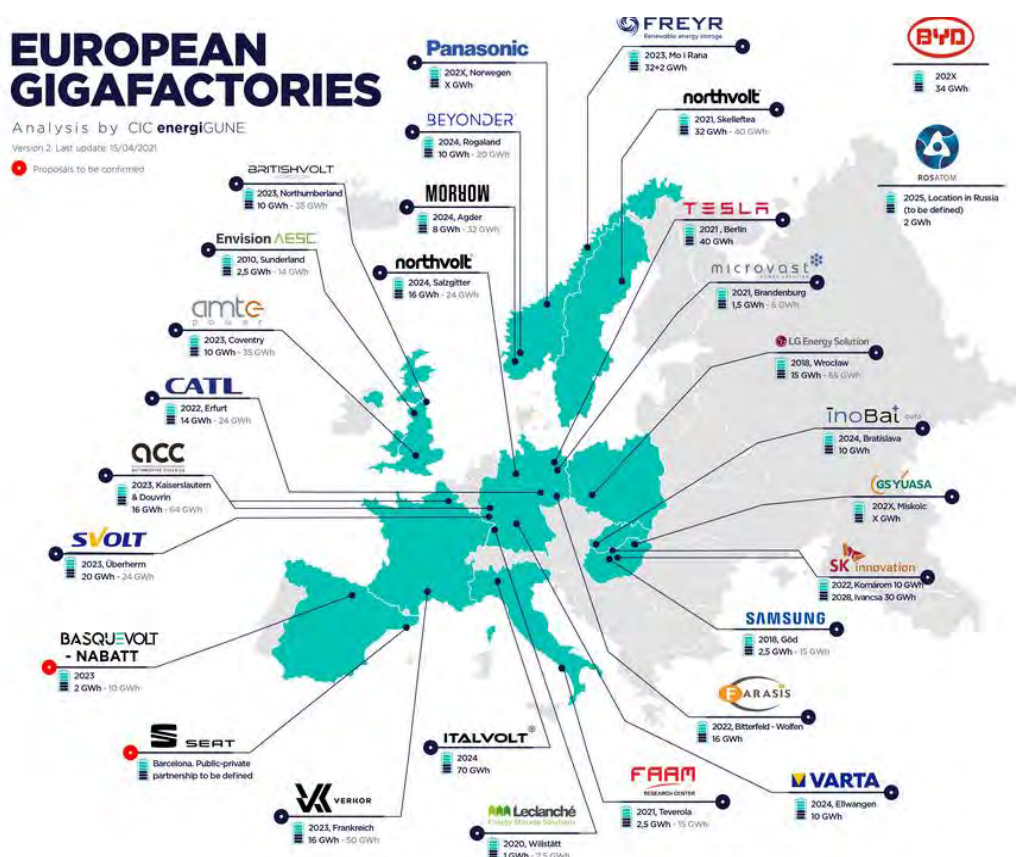 EUROPEAN
GIGAFACTORIES
Analysis by CIC energiGUNE
Version 2. Last update: 15/04/2021
Proposals to be confirmed
Panasonic
202X, Norwegen
X GWh
BEYONDER
2024, Rogaland
10 GWh - 20 GWh
MORROW
2024, Agder
8 GWh - 32 GWh
northvolt
2024, Salzgitter
16 GWh - 24 GWh
FREYR
Renewable energy storage
2023, Mo i Rana
32+2 GWh
northvolt
2021, Skelleftea
32 GWh - 40 GWh
BYD
202X
34 GWh
ROSATOM
2025, Location in Russia
(to be defined)
2 GWh
TESLA
2021 , Berlin
40 GWh
microvast
2021, Brandenburg
1,5 GWh - 6 GWh
LG Energy Solution
2018, Wroclaw
15 GWh - 65 GWh
InoBat auto
2024, Bratislava
10 GWh
GS YUASA
202X, Miskolc
X GWh
SK innovation
2022, Komárom 10 GWh
2028, Ivancsa 30 GWh
SAMSUNG
2018, Göd
2,5 GWh - 15 GWh
FARASIS
2022, Bitterfeld - Wolfen
16 GWh
VARTA
2024, Ellwangen
10 GWh
BRITISHVOLT
2023, Northumberland
10 GWh - 35 GWh
Envision AESC
2010, Sunderland
2,5 GWh - 14 GWh
amte
power
2023, Coventry
10 GWh - 35 GWh
CATL
2022, Erfurt
14 GWh - 24 GWh
acc
2023, Kaiserslautern
& Douvrin
16 GWh - 64 GWh
SVOLT
2023, Überherrn
20 GWh - 24 GWh
BASQUEVOLT
- NABATT
2023
2 GWh - 10 GWh
SEAT
Barcelona. Public-private
partnership to be defined
VERKOR
2023, Frankreich
16 GWh - 50 GWh
ITALVOLT®
2024
70 GWh
Leclanché
Energy Storage Solutions
2020, Willstätt
1 GWh - 2,5 GWh
FAAM
RESEARCH CENTER
2021, Teverola
2,5 GWh - 15 GWh